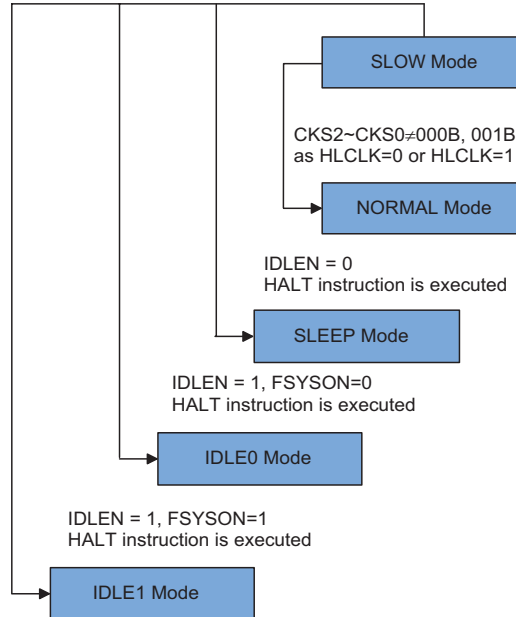 SLOW Mode
CKS2~CKS0≠000B, 001B
as HLCLK=0 or HLCLK=1
NORMAL Mode
IDLEN = 0
HALT instruction is executed
SLEEP Mode
IDLEN = 1, FSYSON=0
HALT instruction is executed
IDLE0 Mode
IDLEN = 1, FSYSON=1
HALT instruction is executed
IDLE1 Mode